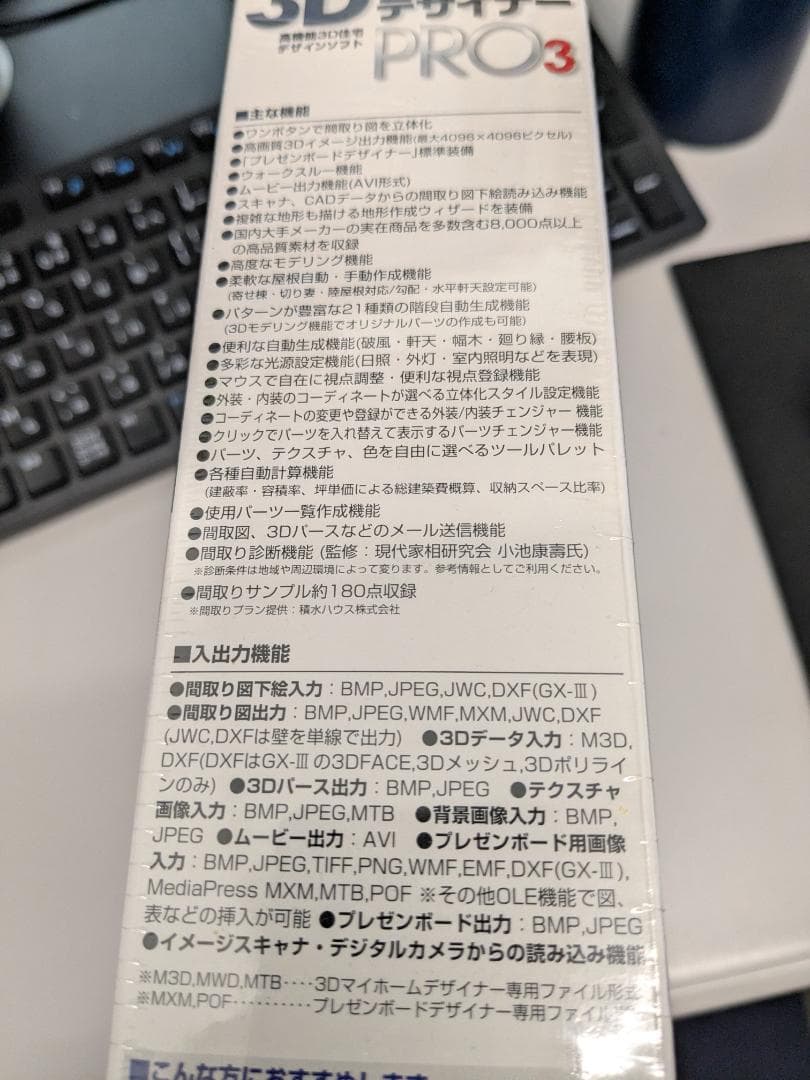 3Dデザイナー
高機能3D住宅
デザインソフト
PRO3
■主な機能
●ワンボタンで間取り図を立体化
●高画質3Dイメージ出力機能(最大4096×4096ピクセル)
●「プレゼンボードデザイナー」標準装備
●ウォークスルー機能
●ムービー出力機能(AVI形式)
●スキャナ、CADデータからの間取り図下絵読み込み機能
●複雑な地形も描ける地形作成ウィザードを装備
●国内大手メーカーの実在商品を多数含む8,000点以上
の高品質素材を収録
●高度なモデリング機能
●柔軟な屋根自動・手動作成機能
(寄せ棟・切り妻・陸屋根対応/勾配・水平軒天設定可能)
●パターンが豊富な21種類の階段自動生成機能
(3Dモデリング機能でオリジナルパーツの作成も可能)
●便利な自動生成機能(破風・軒天・幅木・廻り縁・腰板)
●多彩な光源設定機能(日照・外灯・室内照明などを表現)
●マウスで自在に視点調整・便利な視点登録機能
●外装・内装のコーディネートが選べる立体化スタイル設定機能
●コーディネートの変更や登録ができる外装/内装チェンジャー機能
●クリックでパーツを入れ替えて表示するパーツチェンジャー機能
●パーツ、テクスチャ、色を自由に選べるツールパレット
●各種自動計算機能
(建蔽率・容積率、坪単価による総建築費概算、収納スペース比率)
●使用パーツ一覧作成機能
●間取図、3Dパースなどのメール送信機能
●間取り診断機能 (監修：現代家相研究会 小池康壽氏)
※診断条件は地域や周辺環境によって変ります。参考情報としてご利用ください。
●間取りサンプル約180点収録
※間取りプラン提供：積水ハウス株式会社
■入出力機能
●間取り図下絵入力：BMP,JPEG,JWC,DXF(GX-Ⅲ)
●間取り図出力：BMP,JPEG,WMF,MXM,JWC,DXF
(JWC,DXFは壁を単線で出力) ●3Dデータ入力：M3D,
DXF(DXFはGX-Ⅲの3DFACE,3Dメッシュ,3Dポリライ
ンのみ) ●3Dパース出力：BMP,JPEG ●テクスチャ
画像入力：BMP,JPEG,MTB ●背景画像入力：BMP,
JPEG ●ムービー出力：AVI ●プレゼンボード用画像
入力：BMP,JPEG,TIFF,PNG,WMF,EMF,DXF(GX-Ⅲ),
MediaPress MXM,MTB,POF ※その他OLE機能で図、
表などの挿入が可能 ●プレゼンボード出力：BMP,JPEG
●イメージスキャナ・デジタルカメラからの読み込み機能
※M3D,MWD,MTB‥‥3Dマイホームデザイナー専用ファイル形式
※MXM,POF‥‥‥‥‥プレゼンボードデザイナー専用ファイル
■こんな方におすすめします